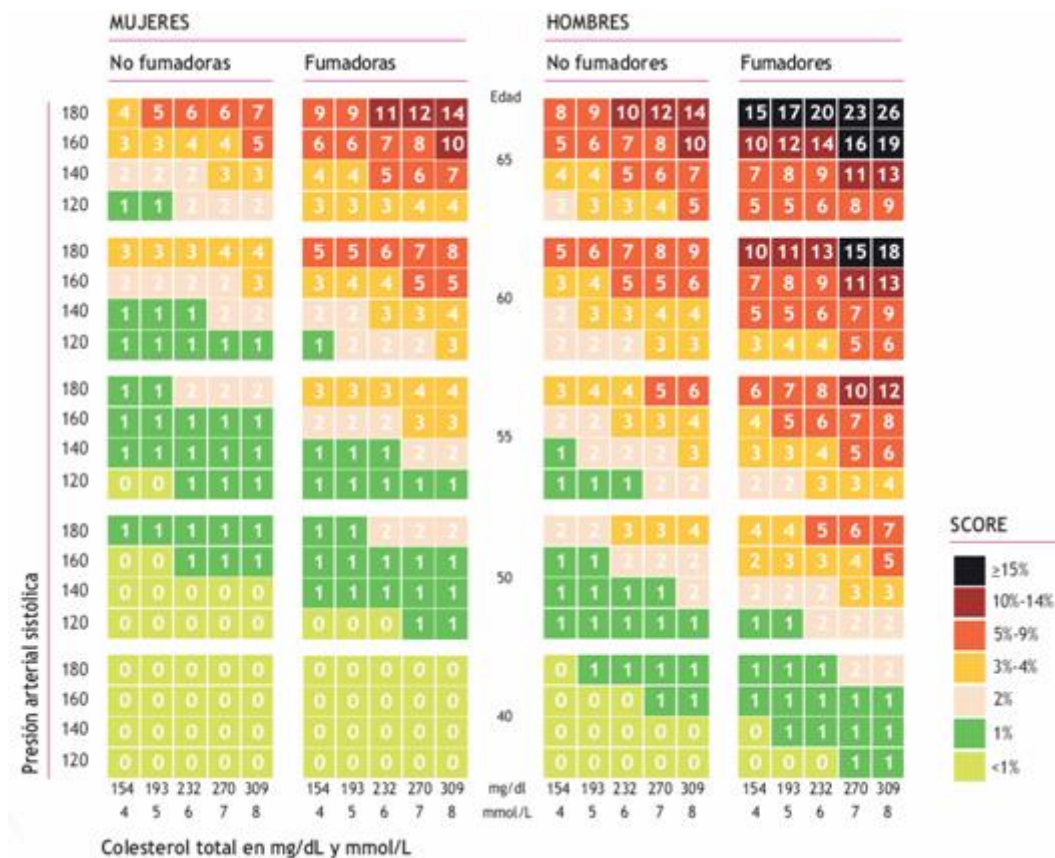 MUJERES HOMBRES
No fumadoras Fumadoras No fumadores Fumadores
Edad
180 4 5 6 6 7 9 9 11 12 14 8 9 10 12 14 15 17 20 23 26
160 3 3 4 4 5 6 6 7 8 10 5 6 7 8 10 10 12 14 16 19
65
140 2 2 2 3 3 4 4 5 6 7 4 4 5 6 7 7 8 9 11 13
120 1 1 2 2 2 3 3 3 4 4 2 3 3 4 5 5 5 6 8 9
180 3 3 3 4 4 5 5 6 7 8 5 6 7 8 9 10 11 13 15 18
160 2 2 2 2 3 3 4 4 5 5 3 4 5 5 6 7 8 9 11 13
60
140 1 1 1 2 2 2 2 3 3 4 2 3 3 4 4 5 5 6 7 9
120 1 1 1 1 1 1 2 2 2 3 2 2 2 3 3 3 4 4 5 6
180 1 1 2 2 2 3 3 3 4 4 3 4 4 5 6 6 7 8 10 12
160 1 1 1 1 1 2 2 2 3 3 2 2 3 3 4 4 5 6 7 8
55
140 1 1 1 1 1 1 1 1 2 2 1 2 2 2 3 3 3 4 5 6
120 0 0 1 1 1 1 1 1 1 1 1 1 1 2 2 2 2 3 3 4
180 1 1 1 1 1 1 1 2 2 2 2 2 3 3 4 4 4 5 6 7
160 0 0 1 1 1 1 1 1 1 1 1 1 2 2 2 2 3 3 4 5
50
140 0 0 0 0 0 1 1 1 1 1 1 1 1 1 2 2 2 2 3 3
120 0 0 0 0 0 0 0 0 1 1 1 1 1 1 1 1 1 2 2 2
180 0 0 0 0 0 0 0 0 0 0 0 1 1 1 1 1 1 1 2 2
160 0 0 0 0 0 0 0 0 0 0 0 0 0 1 1 1 1 1 1 1
40
140 0 0 0 0 0 0 0 0 0 0 0 0 0 0 0 0 1 1 1 1
120 0 0 0 0 0 0 0 0 0 0 0 0 0 0 0 0 0 0 1 1
154 193 232 270 309 154 193 232 270 309 mg/dl 154 193 232 270 309 154 193 232 270 309
4 5 6 7 8 4 5 6 7 8 mmol/L 4 5 6 7 8 4 5 6 7 8
Presión arterial sistólica
Colesterol total en mg/dL y mmol/L
SCORE
≥15%
10%-14%
5%-9%
3%-4%
2%
1%
<1%